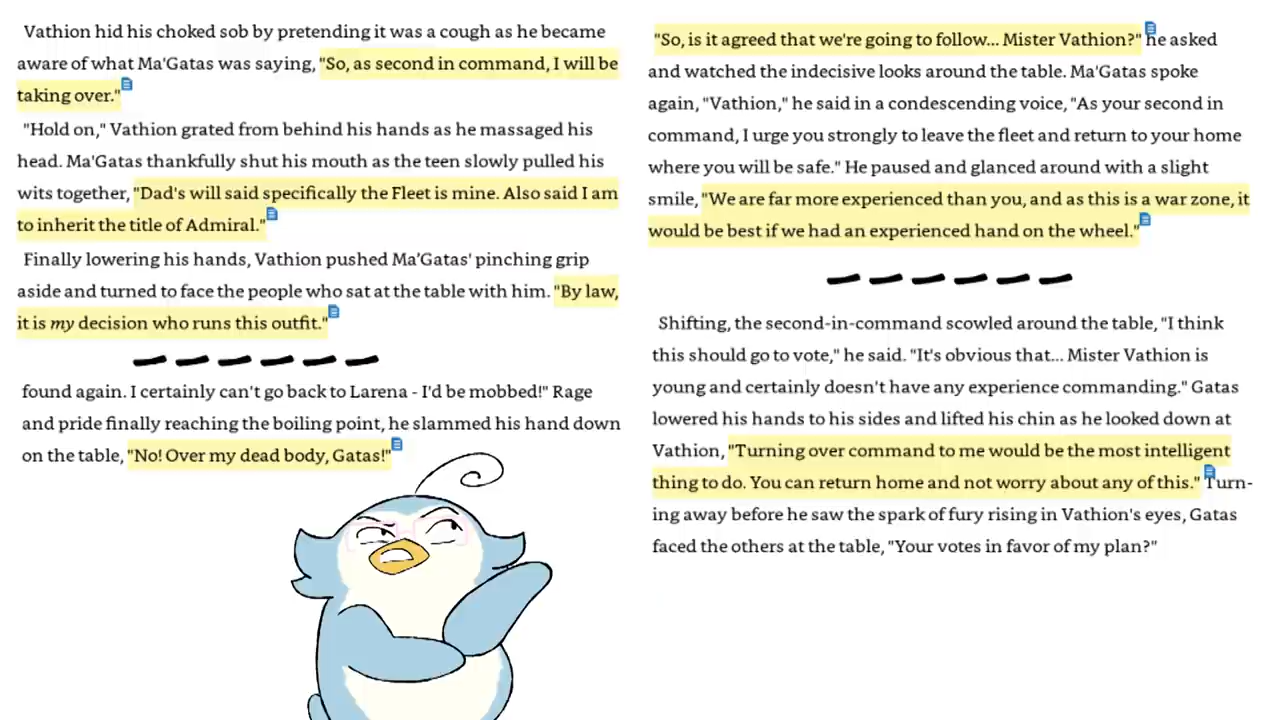 Vathion hid his choked sob by pretending it was a cough as he became
aware of what Ma'Gatas was saying, "So, as second in command, I will be
taking over."
"Hold on," Vathion grated from behind his hands as he massaged his
head. Ma'Gatas thankfully shut his mouth as the teen slowly pulled his
wits together, "Dad's will said specifically the Fleet is mine. Also said I am
to inherit the title of Admiral."
Finally lowering his hands, Vathion pushed Ma'Gatas' pinching grip
aside and turned to face the people who sat at the table with him. "By law,
it is my decision who runs this outfit."
found again. I certainly can't go back to Larena - I'd be mobbed!" Rage
and pride finally reaching the boiling point, he slammed his hand down
on the table, "No! Over my dead body, Gatas!"
"So, is it agreed that we're going to follow... Mister Vathion?" he asked
and watched the indecisive looks around the table. Ma'Gatas spoke
again, "Vathion," he said in a condescending voice, "As your second in
command, I urge you strongly to leave the fleet and return to your home
where you will be safe." He paused and glanced around with a slight
smile, "We are far more experienced than you, and as this is a war zone, it
would be best if we had an experienced hand on the wheel."
Shifting, the second-in-command scowled around the table, "I think
this should go to vote," he said. "It's obvious that... Mister Vathion is
young and certainly doesn't have any experience commanding." Gatas
lowered his hands to his sides and lifted his chin as he looked down at
Vathion, "Turning over command to me would be the most intelligent
thing to do. You can return home and not worry about any of this." Turn-
ing away before he saw the spark of fury rising in Vathion's eyes, Gatas
faced the others at the table, "Your votes in favor of my plan?"